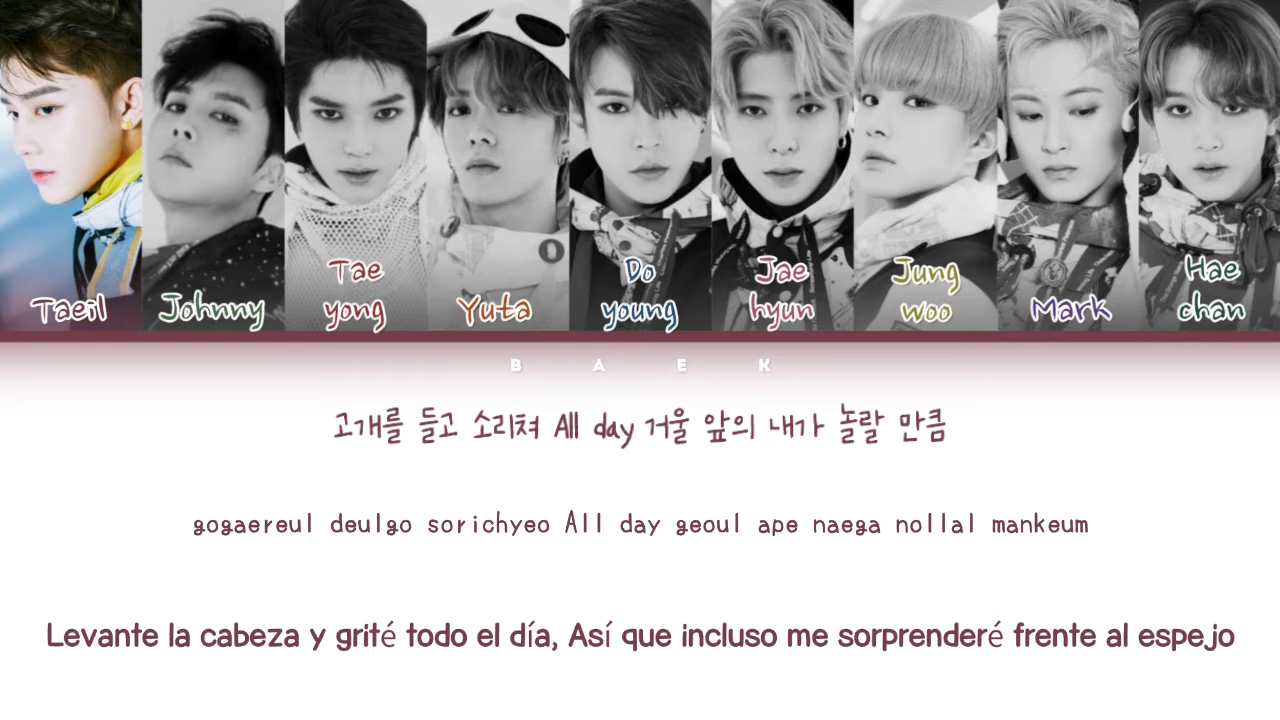 Taeil
Johnny
Tae
yong
Yuta
Do
young
Jae
hyun
Jung
woo
Mark
Hae
chan
B A E K
고개를 들고 소리쳐 All day 거울 앞의 내가 놀랄 만큼
gogaereul deulgo sorichyeo All day geoul ape naega nollal mankeum
Levante la cabeza y grité todo el día, Así que incluso me sorprenderé frente al espejo